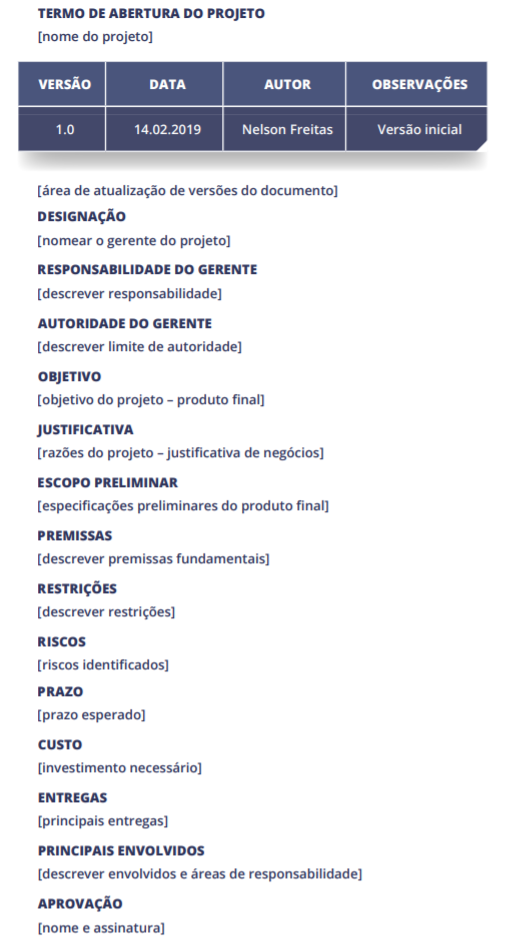 TERMO DE ABERTURA DO PROJETO
[nome do projeto]
VERSÃO DATA AUTOR OBSERVAÇÕES
1.0 14.02.2019 Nelson Freitas Versão inicial
[área de atualização de versões do documento]
DESIGNAÇÃO
[nomear o gerente do projeto]
RESPONSABILIDADE DO GERENTE
[descrever responsabilidade]
AUTORIDADE DO GERENTE
[descrever limite de autoridade]
OBJETIVO
[objetivo do projeto – produto final]
JUSTIFICATIVA
[razões do projeto – justificativa de negócios]
ESCOPO PRELIMINAR
[especificações preliminares do produto final]
PREMISSAS
[descrever premissas fundamentais]
RESTRIÇÕES
[descrever restrições]
RISCOS
[riscos identificados]
PRAZO
[prazo esperado]
CUSTO
[investimento necessário]
ENTREGAS
[principais entregas]
PRINCIPAIS ENVOLVIDOS
[descrever envolvidos e áreas de responsabilidade]
APROVAÇÃO
[nome e assinatura]